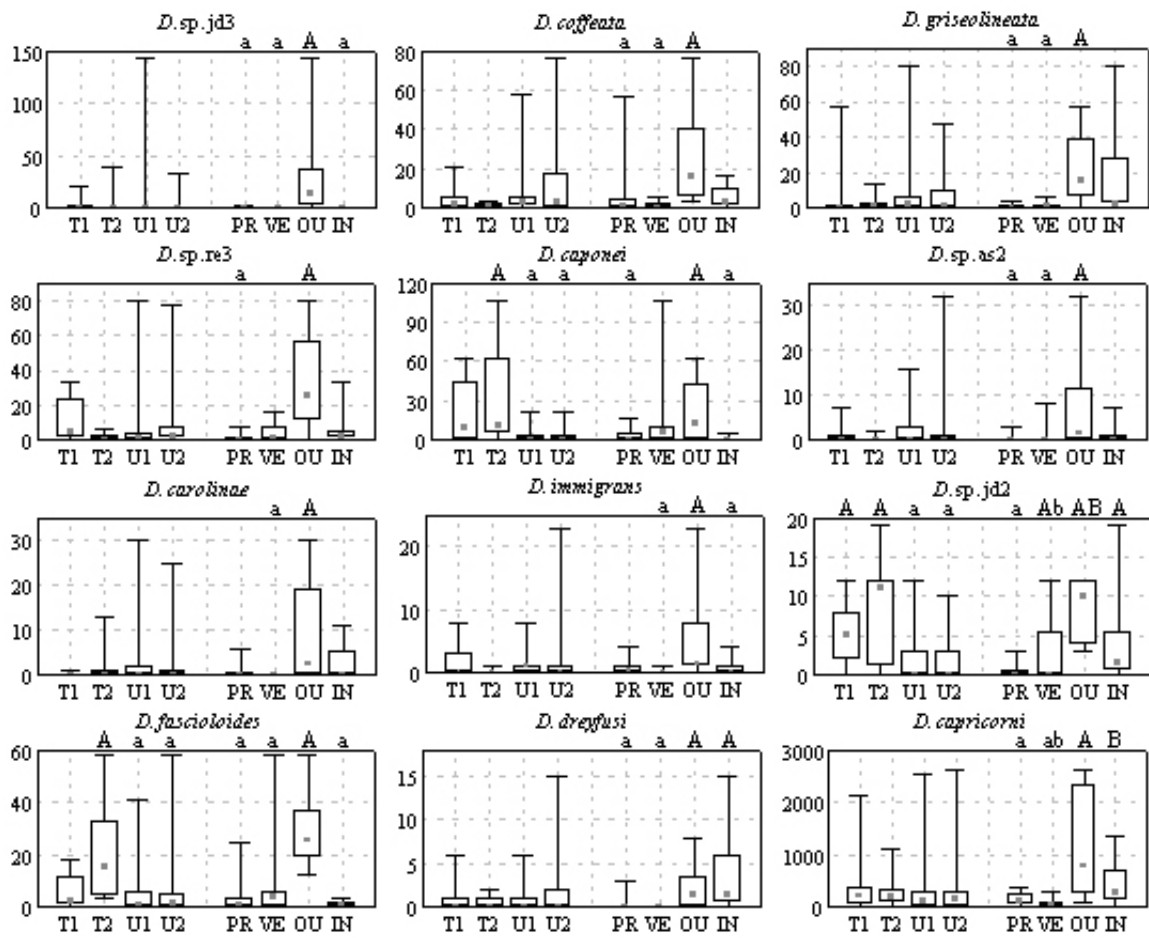 D.sp.jd3
a a A a
150
100
50
0
T1 T2 U1 U2 PR VE OU IN
D. coffeata
a a A
80
60
40
20
0
T1 T2 U1 U2 PR VE OU IN
D. griseolineata
a a A
80
60
40
20
0
T1 T2 U1 U2 PR VE OU IN
D.sp.re3
a A
80
60
40
20
0
T1 T2 U1 U2 PR VE OU IN
D. caponei
A a a a A a
120
90
60
30
0
T1 T2 U1 U2 PR VE OU IN
D.sp.as2
a a A
30
20
10
0
T1 T2 U1 U2 PR VE OU IN
D. carolinae
a A
30
20
10
0
T1 T2 U1 U2 PR VE OU IN
D. immigrans
a A a
20
10
0
T1 T2 U1 U2 PR VE OU IN
D.sp.jd2
A A a a a Ab AB A
20
15
10
5
0
T1 T2 U1 U2 PR VE OU IN
D. fascioloides
A a a a a A a
60
40
20
0
T1 T2 U1 U2 PR VE OU IN
D. dreyfusi
a a A A
15
10
5
0
T1 T2 U1 U2 PR VE OU IN
D. capricorni
a ab A B
3000
2000
1000
0
T1 T2 U1 U2 PR VE OU IN